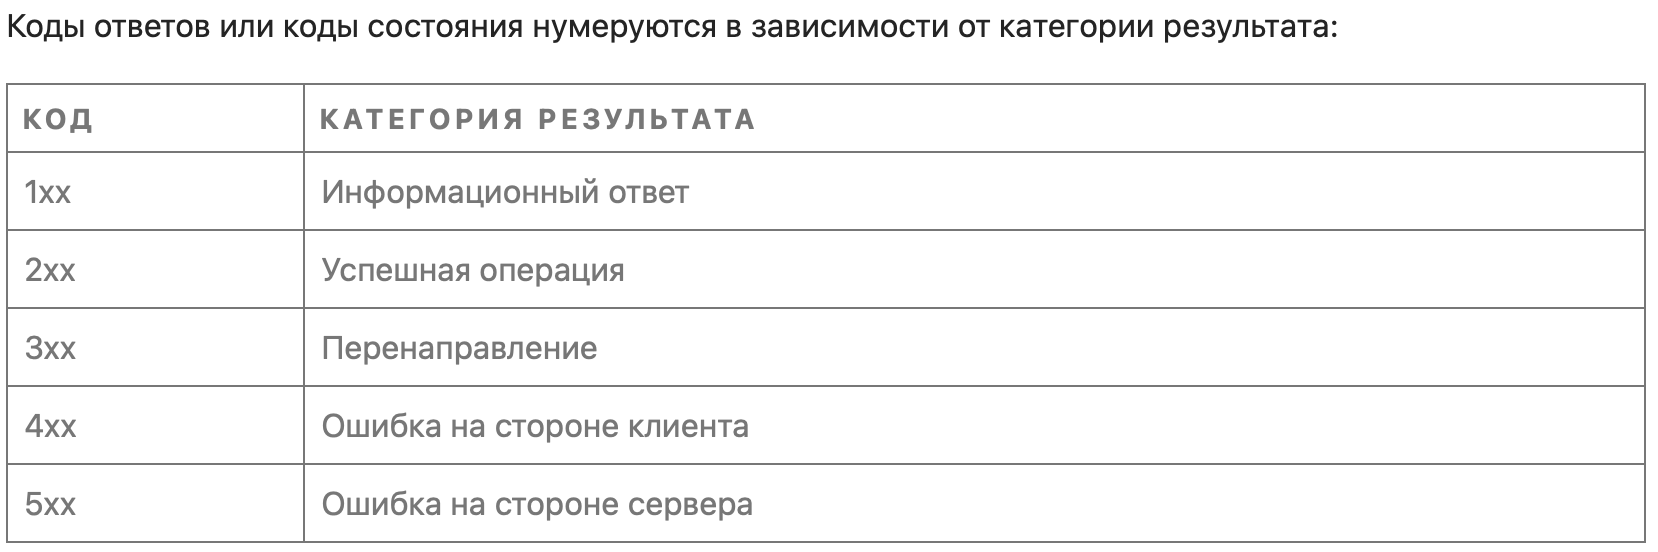 Коды ответов или коды состояния нумеруются в зависимости от категории результата:
КОД КАТЕГОРИЯ РЕЗУЛЬТАТА
1xx Информационный ответ
2xx Успешная операция
3xx Перенаправление
4xx Ошибка на стороне клиента
5xx Ошибка на стороне сервера